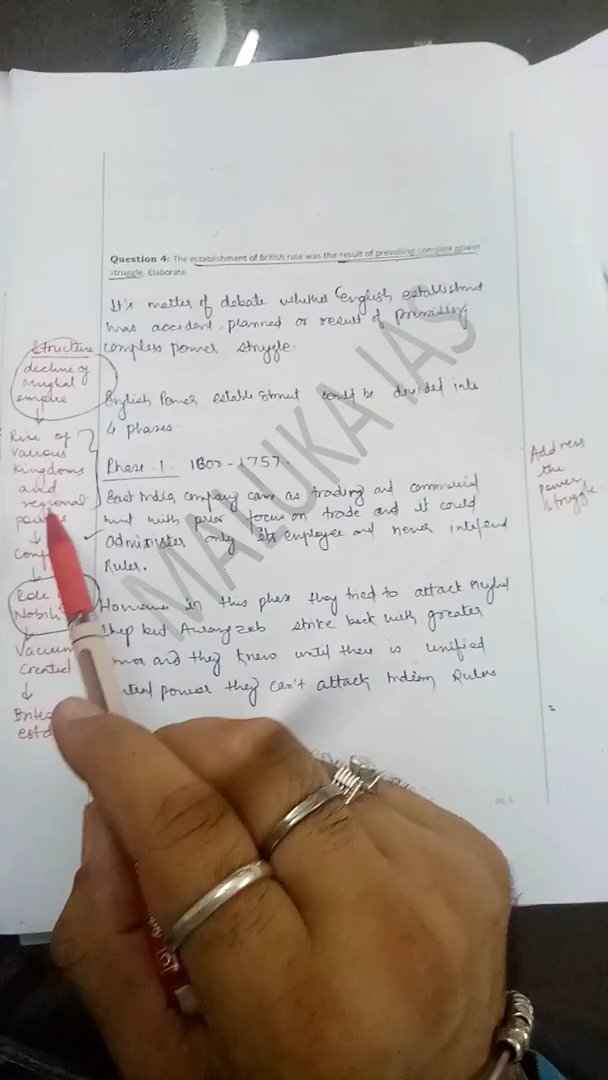 Question 4: The establishment of British rule was the result of prevailing complex power
struggle. Elaborate.
It's matter of debate whether English establishment
was accident, planned or result of prevailing
complex power struggle.
English Power establishment could be divided into
4 phases.
Phase-1. 1600-1757.
East India company came as trading and commercial
unit with prior focus on trade and it could
administer only its employee and never
Ruler.
However in this phase they tried to attack Mughal
ship but Aurangzeb strike back with greater
and they knew until there is unified
power they can't attack Indian Rulers
Structure
decline of
Mughal
empire
↓
Rise of
various
kingdoms
and
regional
↓
↓
Role
↓
Vacuum
created
↓
Address
the
power
struggle.
MALUKA IAS